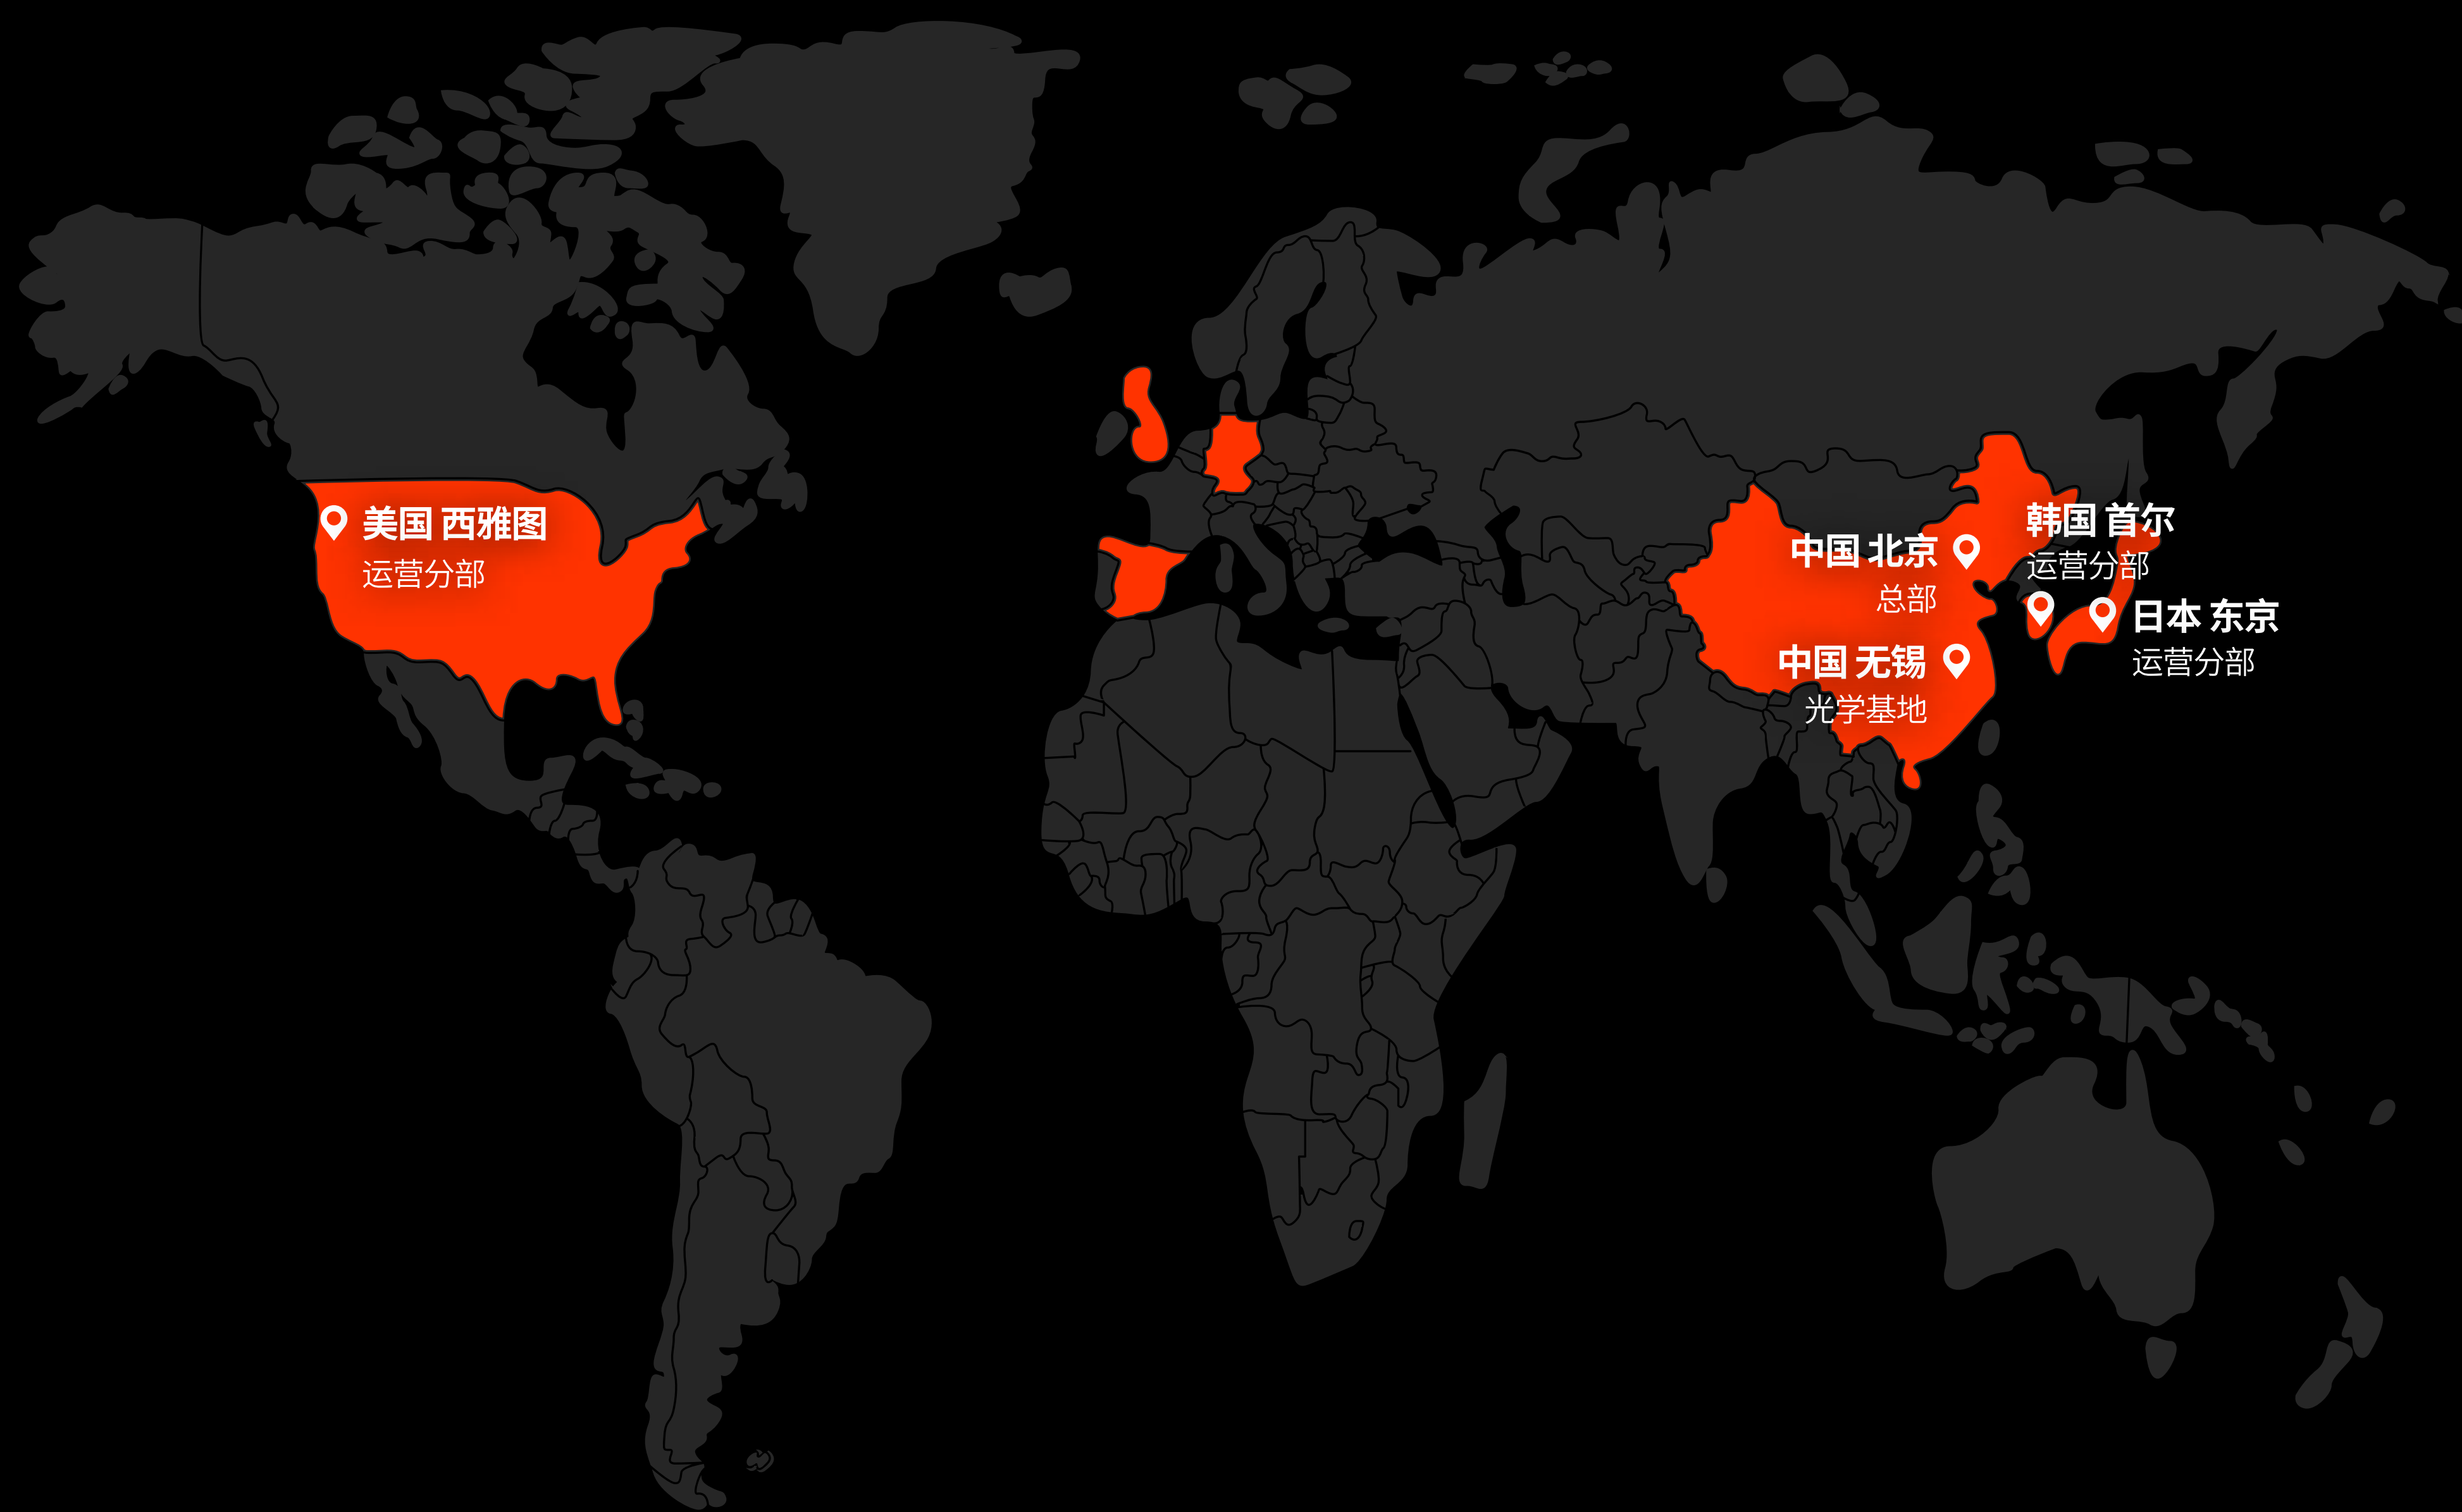 美国 西雅图
运营分部
中国 北京
总部
中国 无锡
光学基地
韩国 首尔
运营分部
日本 东京
运营分部